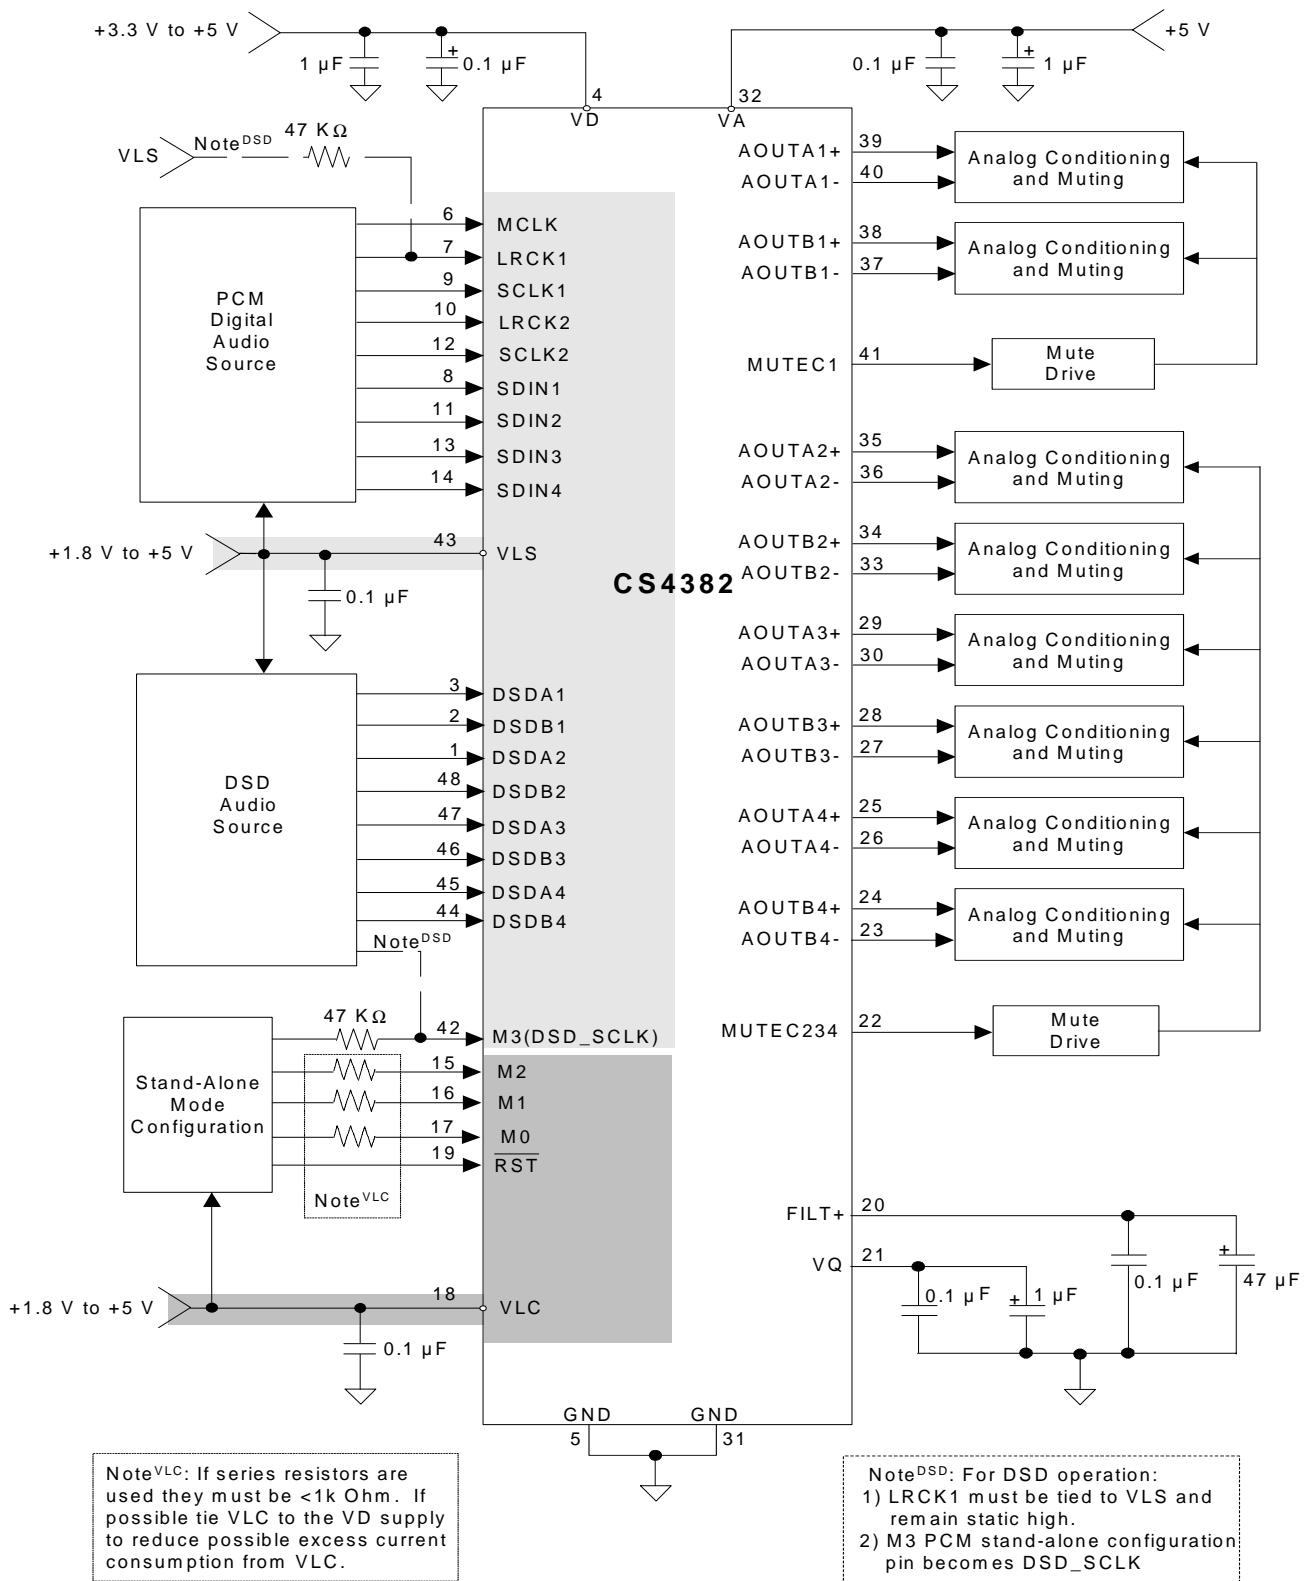 +3.3 V to +5 V
1 µF
+
0.1 µF
0.1 µF
+
1 µF
+5 V
4
VD
32
VA
VLS
Note^DSD
47 KΩ
PCM
Digital
Audio
Source
6
MCLK
7
LRCK1
9
SCLK1
10
LRCK2
12
SCLK2
8
SDIN1
11
SDIN2
13
SDIN3
14
SDIN4
+1.8 V to +5 V
43
VLS
0.1 µF
CS4382
DSD
Audio
Source
3
DSDA1
2
DSDB1
1
DSDA2
48
DSDB2
47
DSDA3
46
DSDB3
45
DSDA4
44
DSDB4
Note^DSD
Stand-Alone
Mode
Configuration
47 KΩ
42
M3(DSD_SCLK)
15
M2
16
M1
17
M0
19
RST
Note^VLC
+1.8 V to +5 V
18
VLC
0.1 µF
AOUTA1+
39
AOUTA1-
40
Analog Conditioning
and Muting
AOUTB1+
38
AOUTB1-
37
Analog Conditioning
and Muting
MUTEC1
41
Mute
Drive
AOUTA2+
35
AOUTA2-
36
Analog Conditioning
and Muting
AOUTB2+
34
AOUTB2-
33
Analog Conditioning
and Muting
AOUTA3+
29
AOUTA3-
30
Analog Conditioning
and Muting
AOUTB3+
28
AOUTB3-
27
Analog Conditioning
and Muting
AOUTA4+
25
AOUTA4-
26
Analog Conditioning
and Muting
AOUTB4+
24
AOUTB4-
23
Analog Conditioning
and Muting
MUTEC234
22
Mute
Drive
FILT+
20
VQ
21
0.1 µF
+
1 µF
0.1 µF
+
47 µF
GND
5
GND
31
Note^VLC: If series resistors are
used they must be <1k Ohm. If
possible tie VLC to the VD supply
to reduce possible excess current
consumption from VLC.
Note^DSD: For DSD operation:
1) LRCK1 must be tied to VLS and
remain static high.
2) M3 PCM stand-alone configuration
pin becomes DSD_SCLK